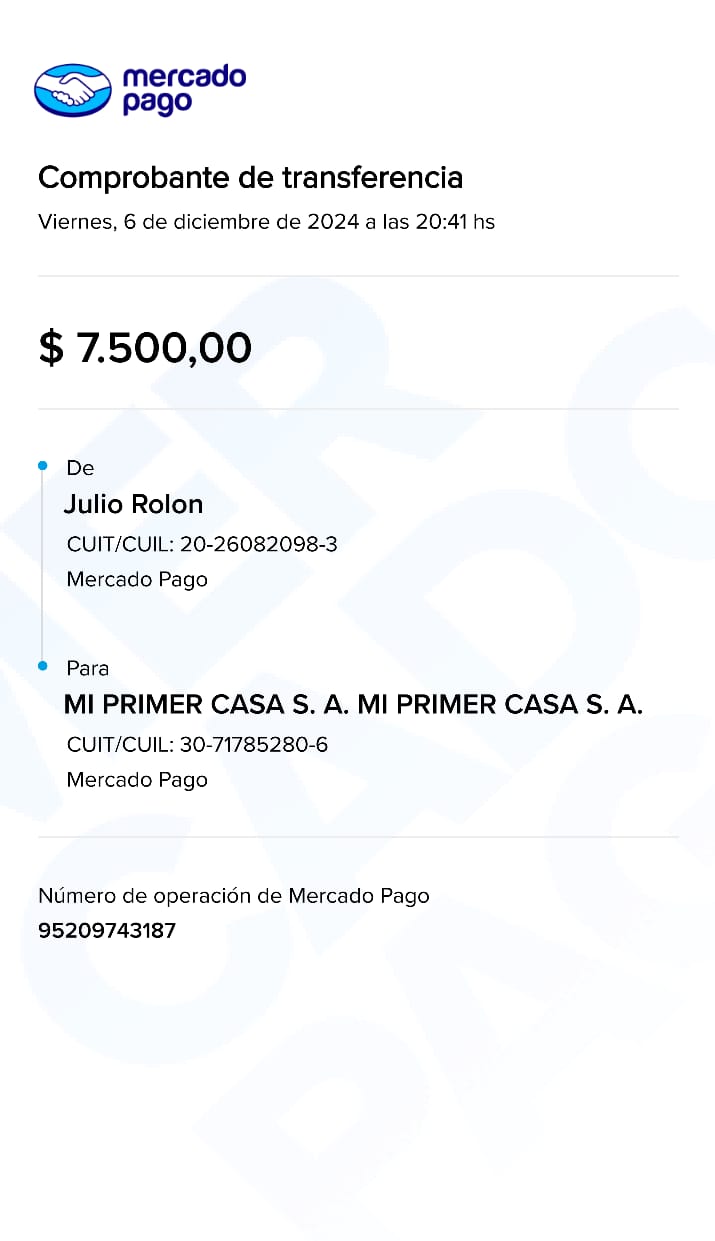 mercado
pago
Comprobante de transferencia
Viernes, 6 de diciembre de 2024 a las 20:41 hs
$ 7.500,00
De
Julio Rolon
CUIT/CUIL: 20-26082098-3
Mercado Pago
Para
MI PRIMER CASA S. A. MI PRIMER CASA S. A.
CUIT/CUIL: 30-71785280-6
Mercado Pago
Número de operación de Mercado Pago
95209743187